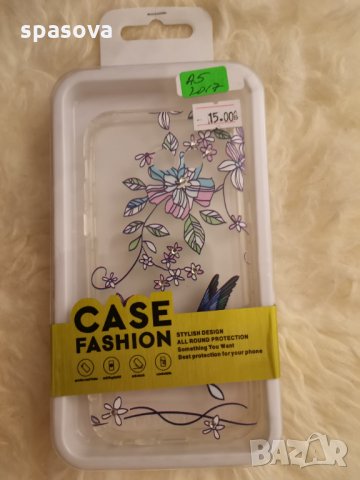 spasova
A5
2017
15.00
CASE
FASHION
STYLISH DESIGN
ALL ROUND PROTECTION
Something You Want
Best protection for your phone
BAZAR